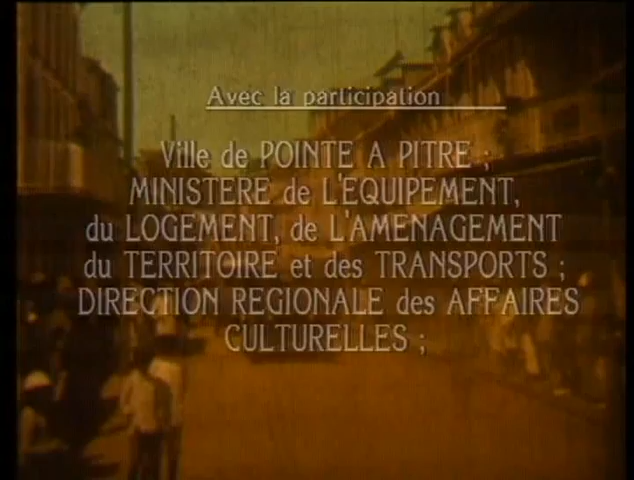 Avec la participation
Ville de POINTE A PITRE ;
MINISTERE de L'EQUIPEMENT,
du LOGEMENT, de L'AMENAGEMENT
du TERRITOIRE et des TRANSPORTS ;
DIRECTION REGIONALE des AFFAIRES
CULTURELLES ;